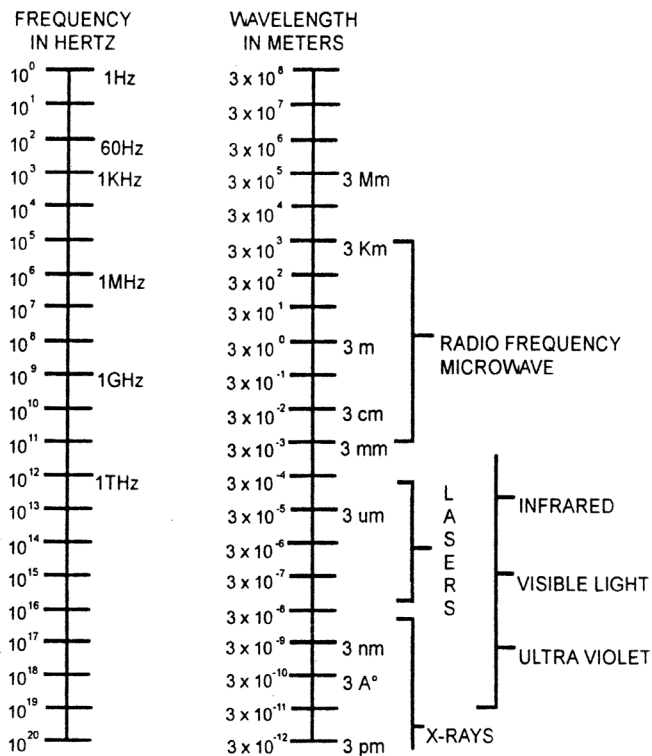 FREQUENCY WAVELENGTH
IN HERTZ IN METERS
10⁰ 1Hz 3 x 10⁸
10¹ 3 x 10⁷
10² 60Hz 3 x 10⁶
10³ 1KHz 3 x 10⁵ 3 Mm
10⁴ 3 x 10⁴
10⁵ 3 x 10³ 3 Km
10⁶ 1MHz 3 x 10²
10⁷ 3 x 10¹
10⁸ 3 x 10⁰ 3 m RADIO FREQUENCY
10⁹ 1GHz 3 x 10⁻¹ MICROWAVE
10¹⁰ 3 x 10⁻² 3 cm
10¹¹ 3 x 10⁻³ 3 mm
10¹² 1THz 3 x 10⁻⁴
10¹³ 3 x 10⁻⁵ 3 um LASERS INFRARED
10¹⁴ 3 x 10⁻⁶
10¹⁵ 3 x 10⁻⁷ VISIBLE LIGHT
10¹⁶ 3 x 10⁻⁸
10¹⁷ 3 x 10⁻⁹ 3 nm ULTRA VIOLET
10¹⁸ 3 x 10⁻¹⁰ 3 A°
10¹⁹ 3 x 10⁻¹¹ X-RAYS
10²⁰ 3 x 10⁻¹² 3 pm